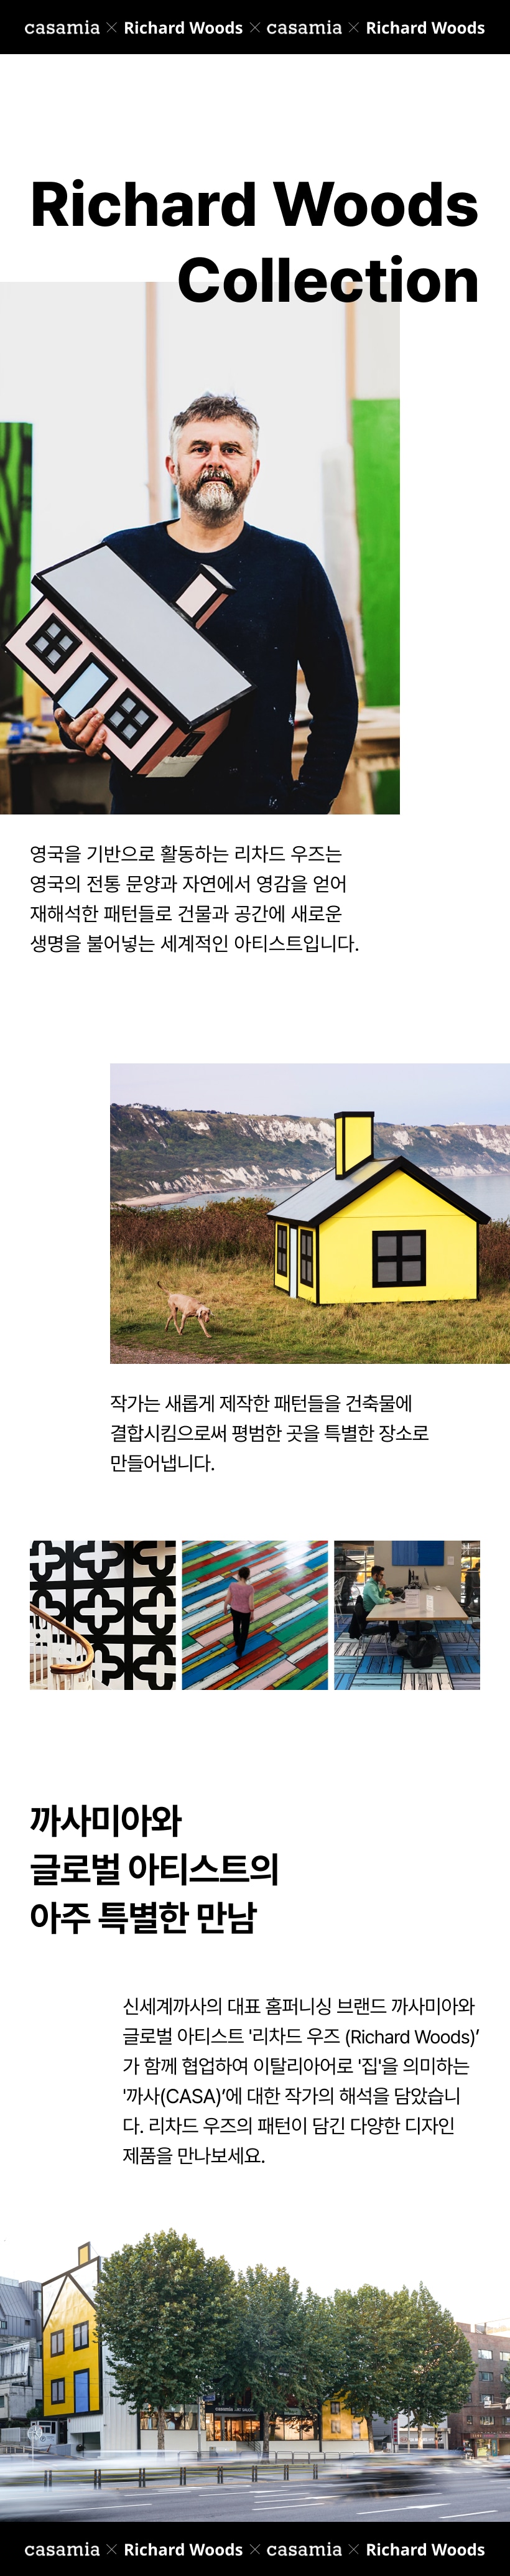 casamia × Richard Woods × casamia × Richard Woods
Richard Woods
Collection
영국을 기반으로 활동하는 리차드 우즈는
영국의 전통 문양과 자연에서 영감을 얻어
재해석한 패턴들로 건물과 공간에 새로운
생명을 불어넣는 세계적인 아티스트입니다.
작가는 새롭게 제작한 패턴들을 건축물에
결합시킴으로써 평범한 곳을 특별한 장소로
만들어냅니다.
까사미아와
글로벌 아티스트의
아주 특별한 만남
신세계까사의 대표 홈퍼니싱 브랜드 까사미아와
글로벌 아티스트 '리차드 우즈 (Richard Woods)’
가 함께 협업하여 이탈리아어로 '집'을 의미하는
'까사(CASA)’에 대한 작가의 해석을 담았습니
다. 리차드 우즈의 패턴이 담긴 다양한 디자인
제품을 만나보세요.
casamia
casamia × Richard Woods × casamia × Richard Woods